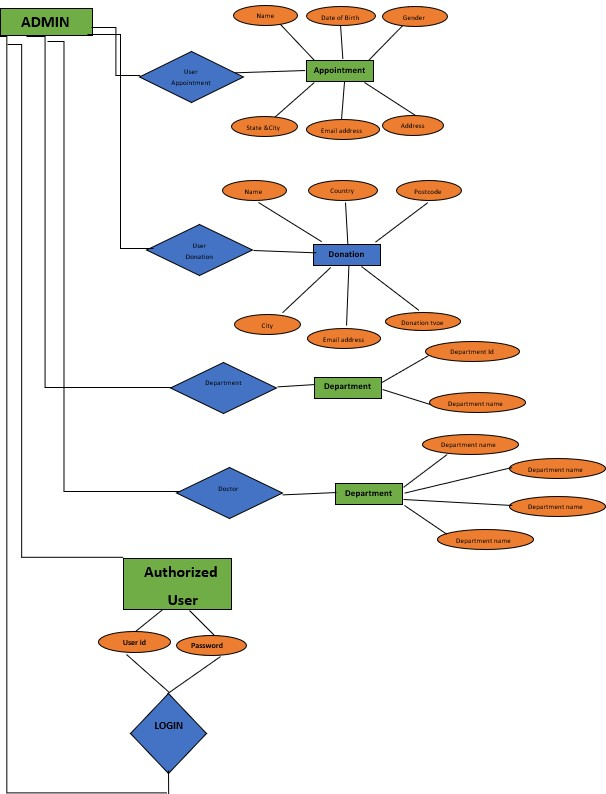 ADMIN
Name
Date of Birth
Gender
User
Appointment
Appointment
State &City
Email address
Address
Name
Country
Postcode
User
Donation
Donation
City
Email address
Donation type
Department Id
Department
Department
Department name
Department name
Department name
Doctor
Department
Department name
Department name
Authorized
User
User id
Password
LOGIN